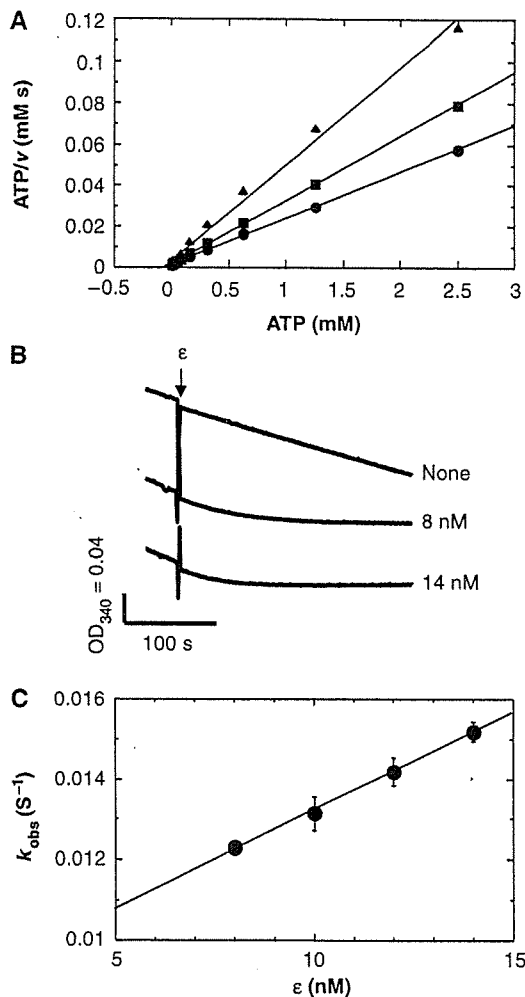 A
ATP/v (mM s)
0.12
0.1
0.08
0.06
0.04
0.02
0
−0.5 0 0.5 1 1.5 2 2.5 3
ATP (mM)
B
ε
None
8 nM
14 nM
OD340 = 0.04
100 s
C
kobs (S−1)
0.016
0.014
0.012
0.01
5 10 15
ε (nM)